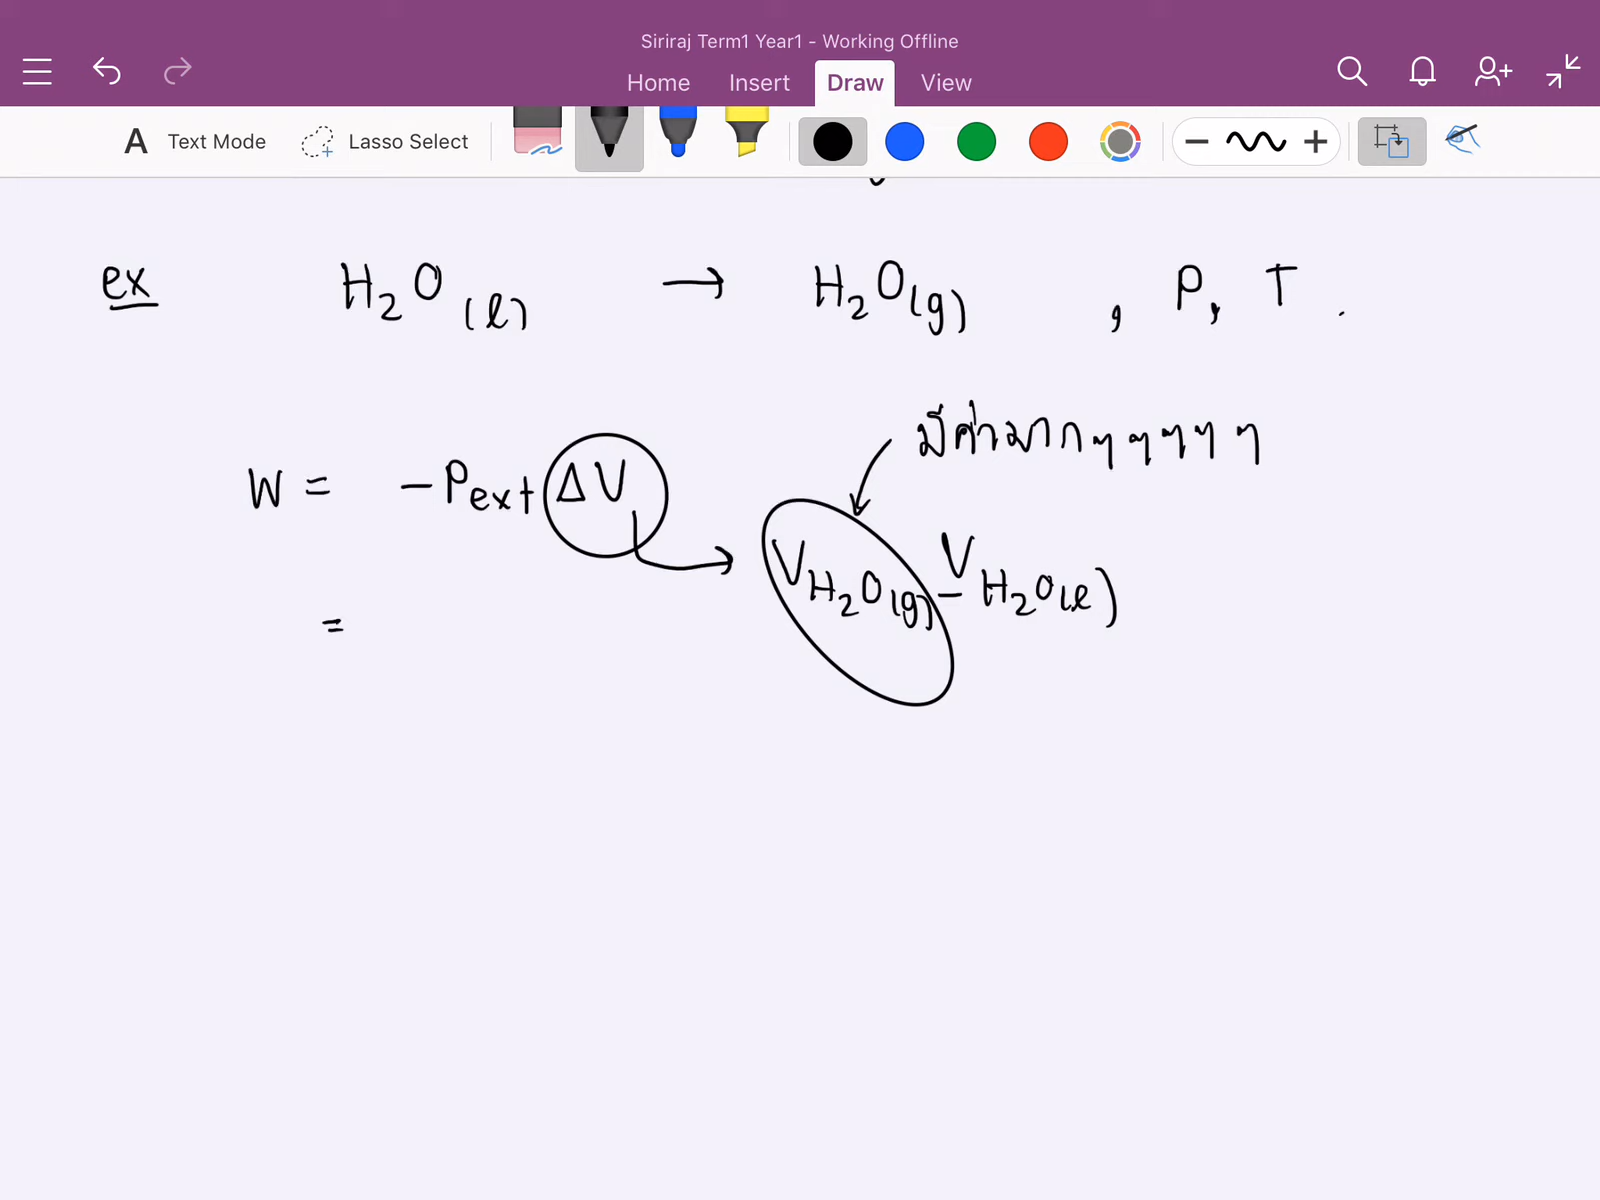 Siriraj Term1 Year1 - Working Offline
Home Insert Draw View
A Text Mode Lasso Select
ex H₂O(l) → H₂O(g) , P, T .
มีค่ามากๆๆๆๆๆ
W = -Pext ΔV
V H₂O(g) - V H₂O(l)
=